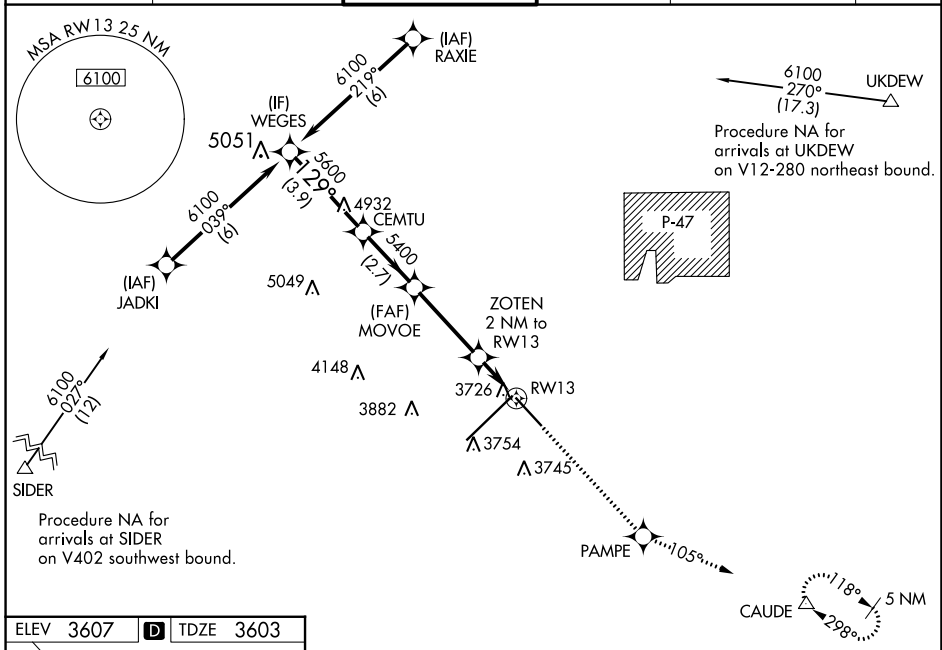 MSA RW 13 25 NM
6100
(IAF)
RAXIE
6100
219°
(6)
(IF)
WEGES
5051
6100
270°
(17.3)
UKDEW
Procedure NA for
arrivals at UKDEW
on V12-280 northeast bound.
5600
129°
(3.9)
4932
CEMTU
6100
039°
(6)
(IAF)
JADKI
5400
(2.7)
5049
(FAF)
MOVOE
P-47
ZOTEN
2 NM to
RW13
4148
3726
RW13
3882
3754
3745
6100
027°
(12)
SIDER
Procedure NA for
arrivals at SIDER
on V402 southwest bound.
PAMPE
105°
CAUDE
118°
298°
5 NM
ELEV 3607 D TDZE 3603